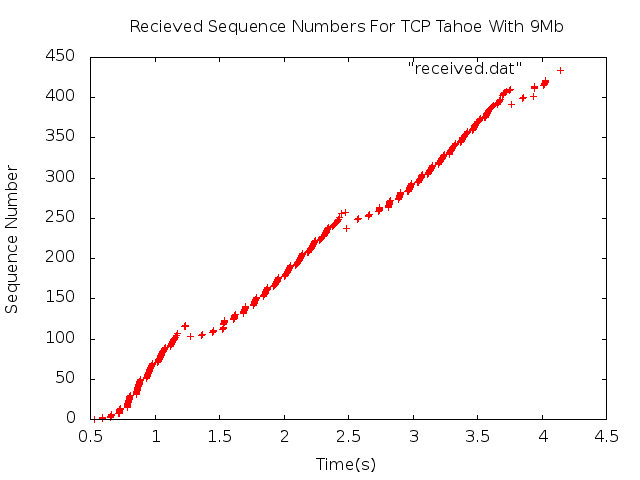 Recieved Sequence Numbers For TCP Tahoe With 9Mb
450
400
350
300
250
200
150
100
50
0
"received.dat"
Sequence Number
0.5 1 1.5 2 2.5 3 3.5 4 4.5
Time(s)